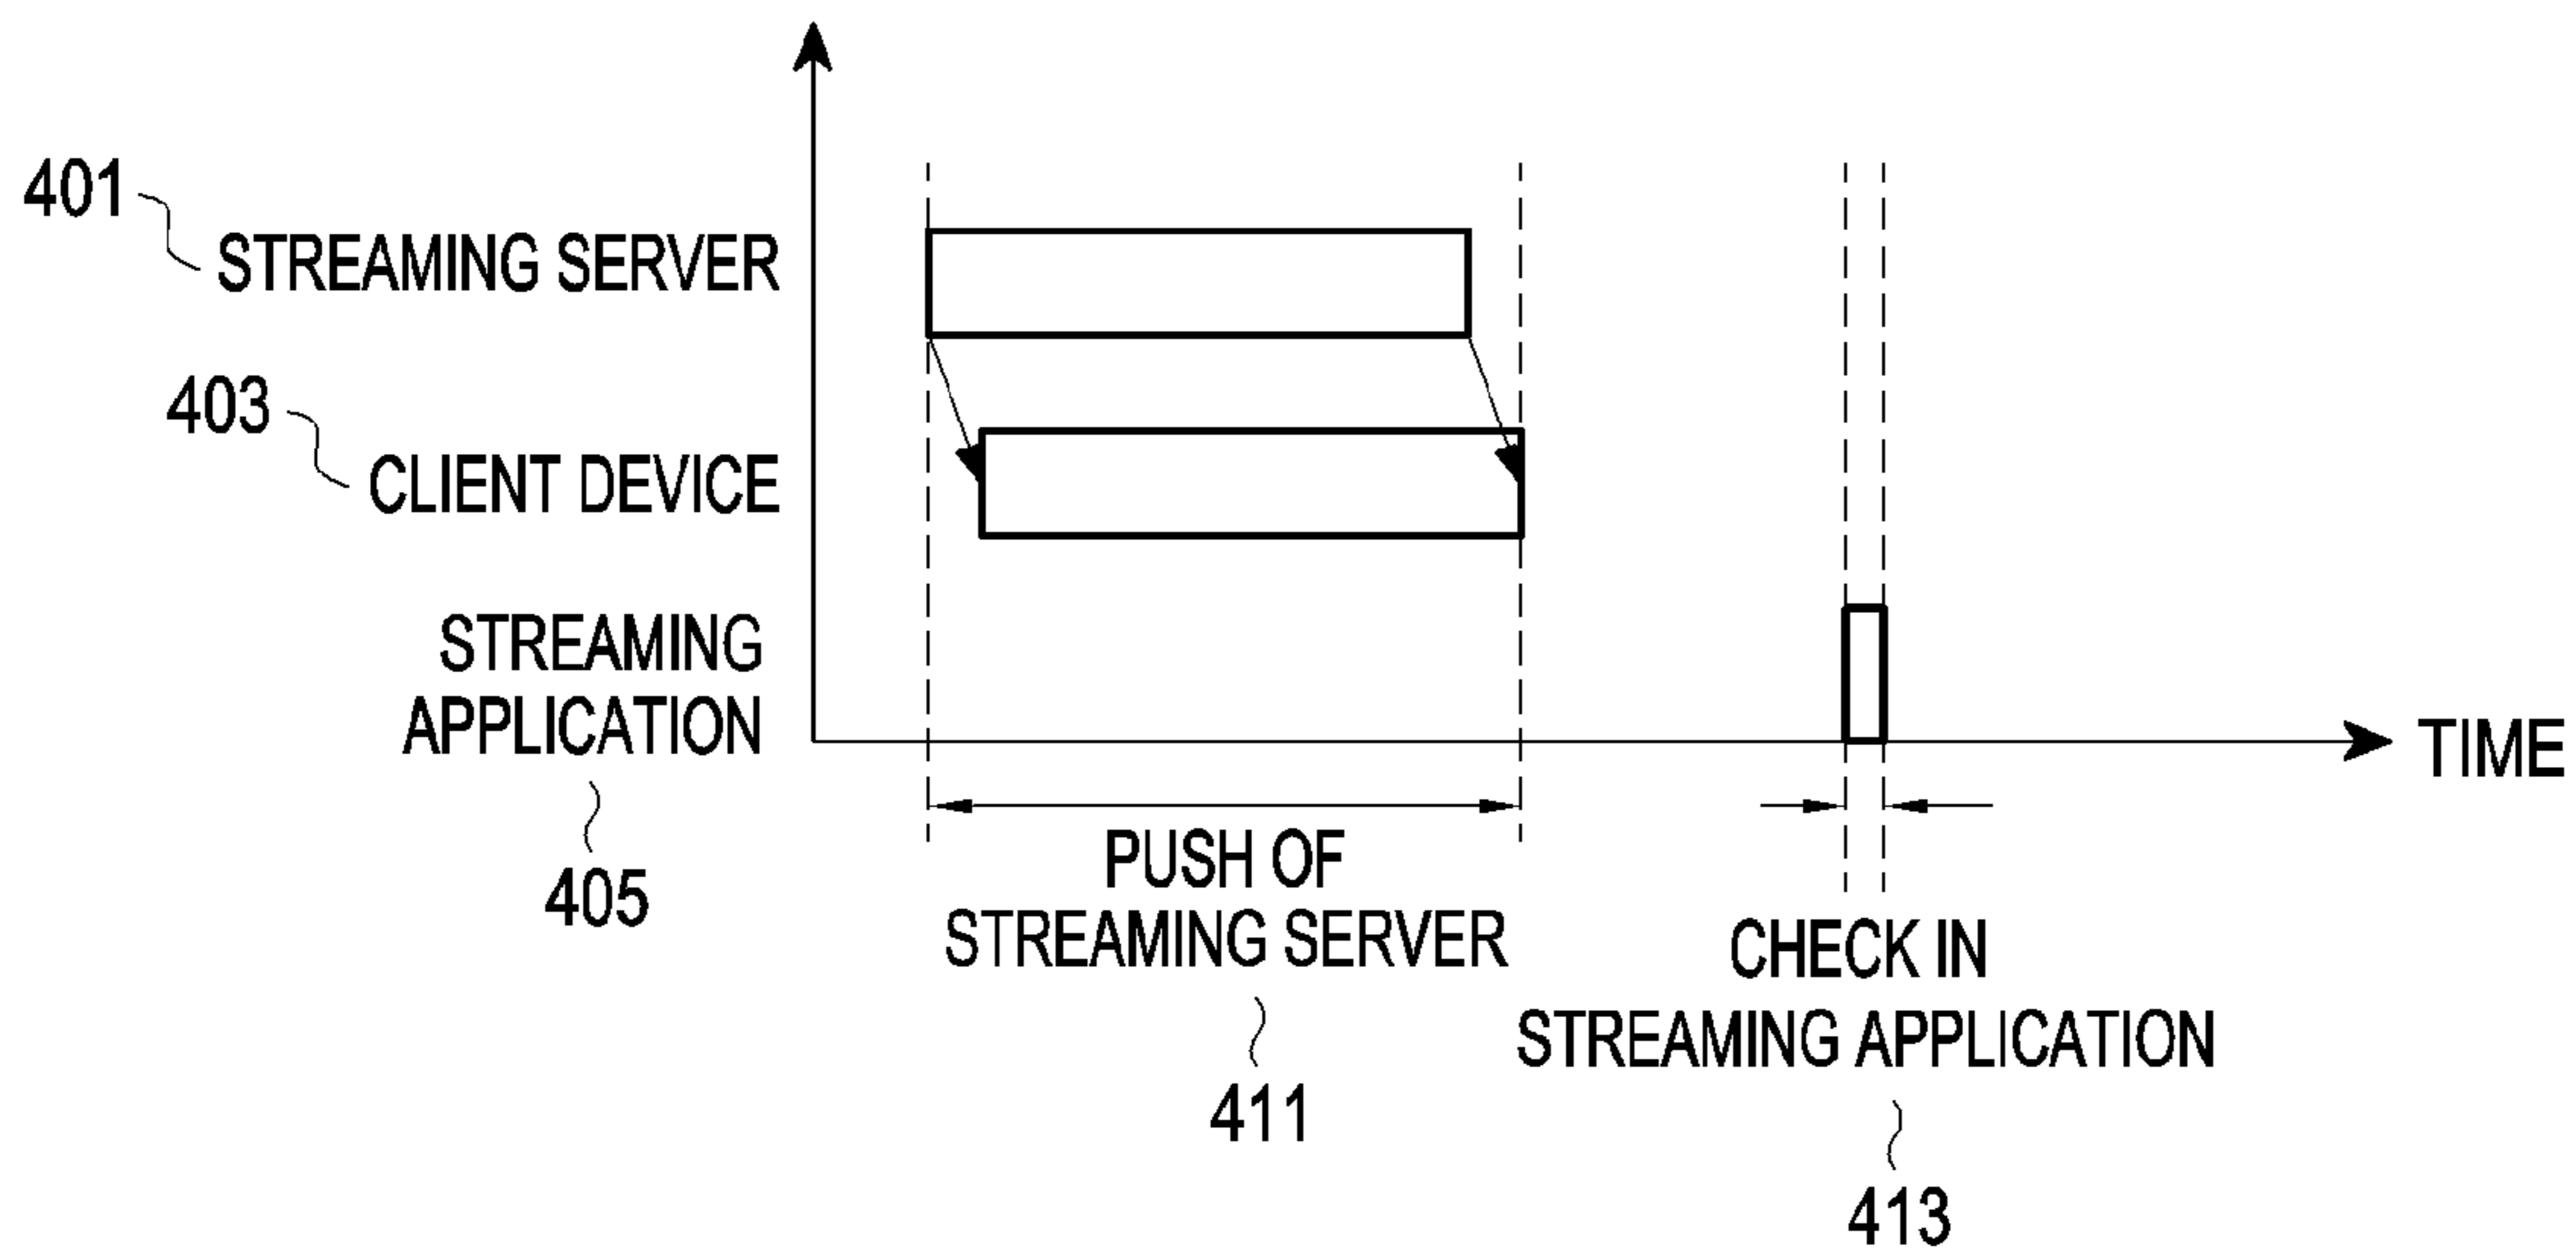 401
STREAMING SERVER
403
CLIENT DEVICE
STREAMING
APPLICATION
405
TIME
PUSH OF
STREAMING SERVER
411
CHECK IN
STREAMING APPLICATION
413